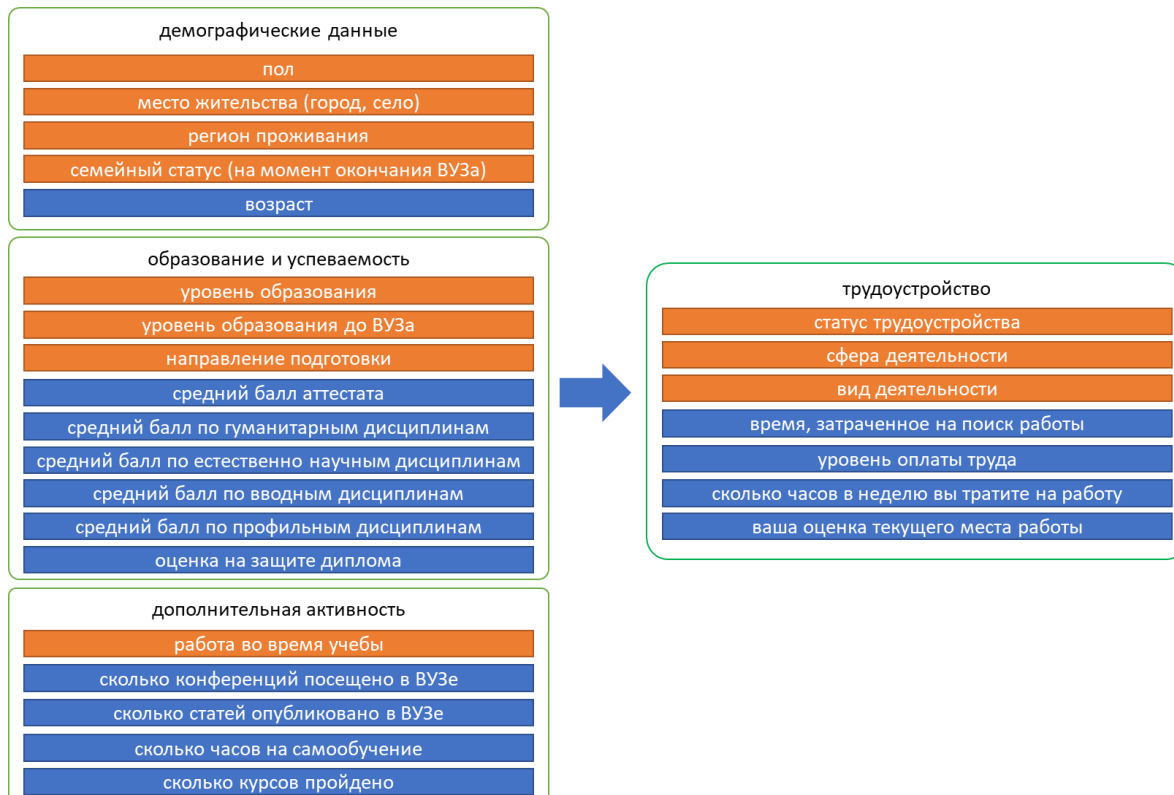 демографические данные
пол
место жительства (город, село)
регион проживания
семейный статус (на момент окончания ВУЗа)
возраст
образование и успеваемость
уровень образования
уровень образования до ВУЗа
направление подготовки
средний балл аттестата
средний балл по гуманитарным дисциплинам
средний балл по естественно научным дисциплинам
средний балл по вводным дисциплинам
средний балл по профильным дисциплинам
оценка на защите диплома
дополнительная активность
работа во время учебы
сколько конференций посещено в ВУЗе
сколько статей опубликовано в ВУЗе
сколько часов на самообучение
сколько курсов пройдено
трудоустройство
статус трудоустройства
сфера деятельности
вид деятельности
время, затраченное на поиск работы
уровень оплаты труда
сколько часов в неделю вы тратите на работу
ваша оценка текущего места работы